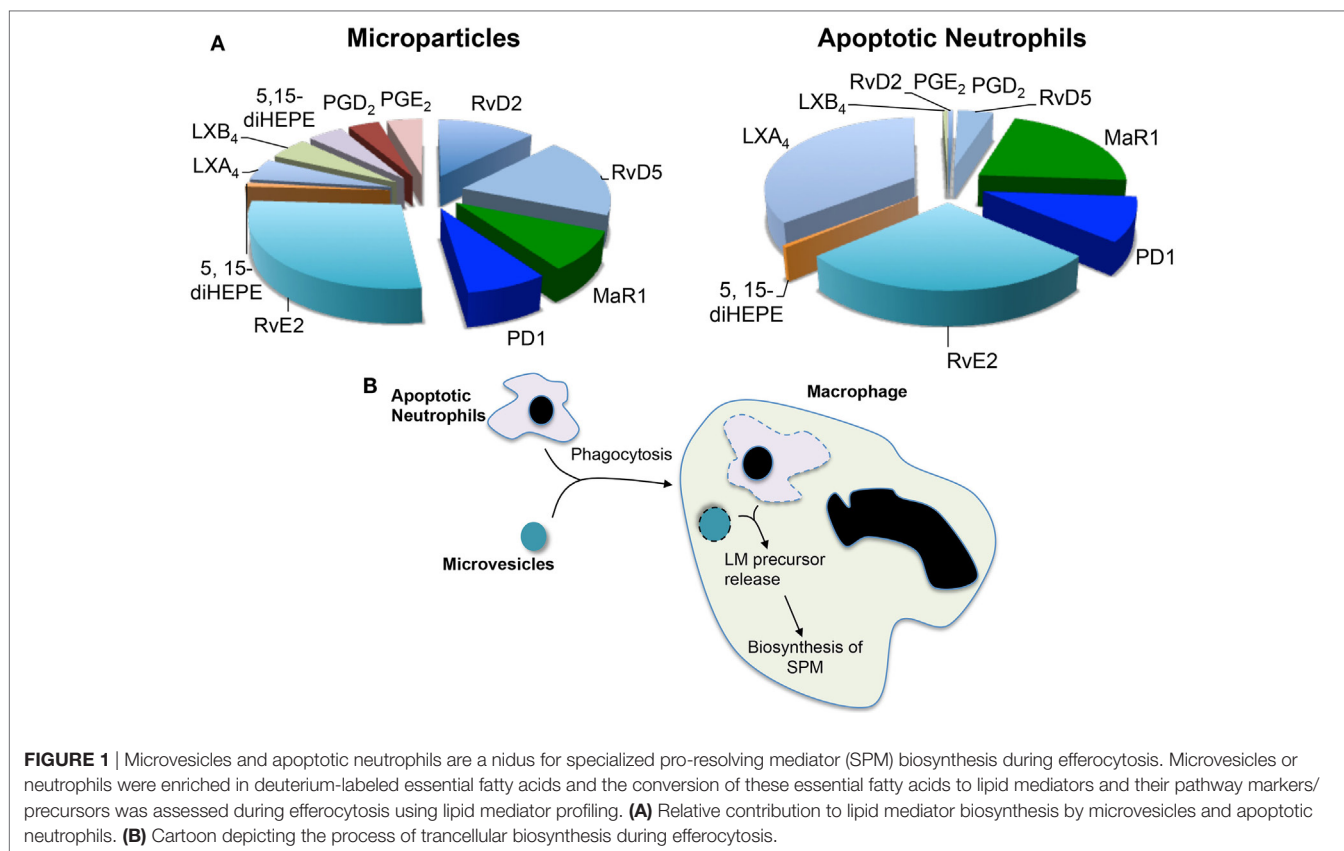 A
Microparticles
Apoptotic Neutrophils
5,15-
diHEPE
PGD2
PGE2
RvD2
LXB4
LXA4
RvD5
MaR1
PD1
RvE2
5, 15-
diHEPE
RvD2
PGE2
PGD2
RvD5
LXB4
LXA4
MaR1
PD1
5, 15-
diHEPE
RvE2
B
Apoptotic
Neutrophils
Phagocytosis
Microvesicles
Macrophage
LM precursor
release
Biosynthesis of
SPM
FIGURE 1 | Microvesicles and apoptotic neutrophils are a nidus for specialized pro-resolving mediator (SPM) biosynthesis during efferocytosis. Microvesicles or
neutrophils were enriched in deuterium-labeled essential fatty acids and the conversion of these essential fatty acids to lipid mediators and their pathway markers/
precursors was assessed during efferocytosis using lipid mediator profiling. (A) Relative contribution to lipid mediator biosynthesis by microvesicles and apoptotic
neutrophils. (B) Cartoon depicting the process of trancellular biosynthesis during efferocytosis.